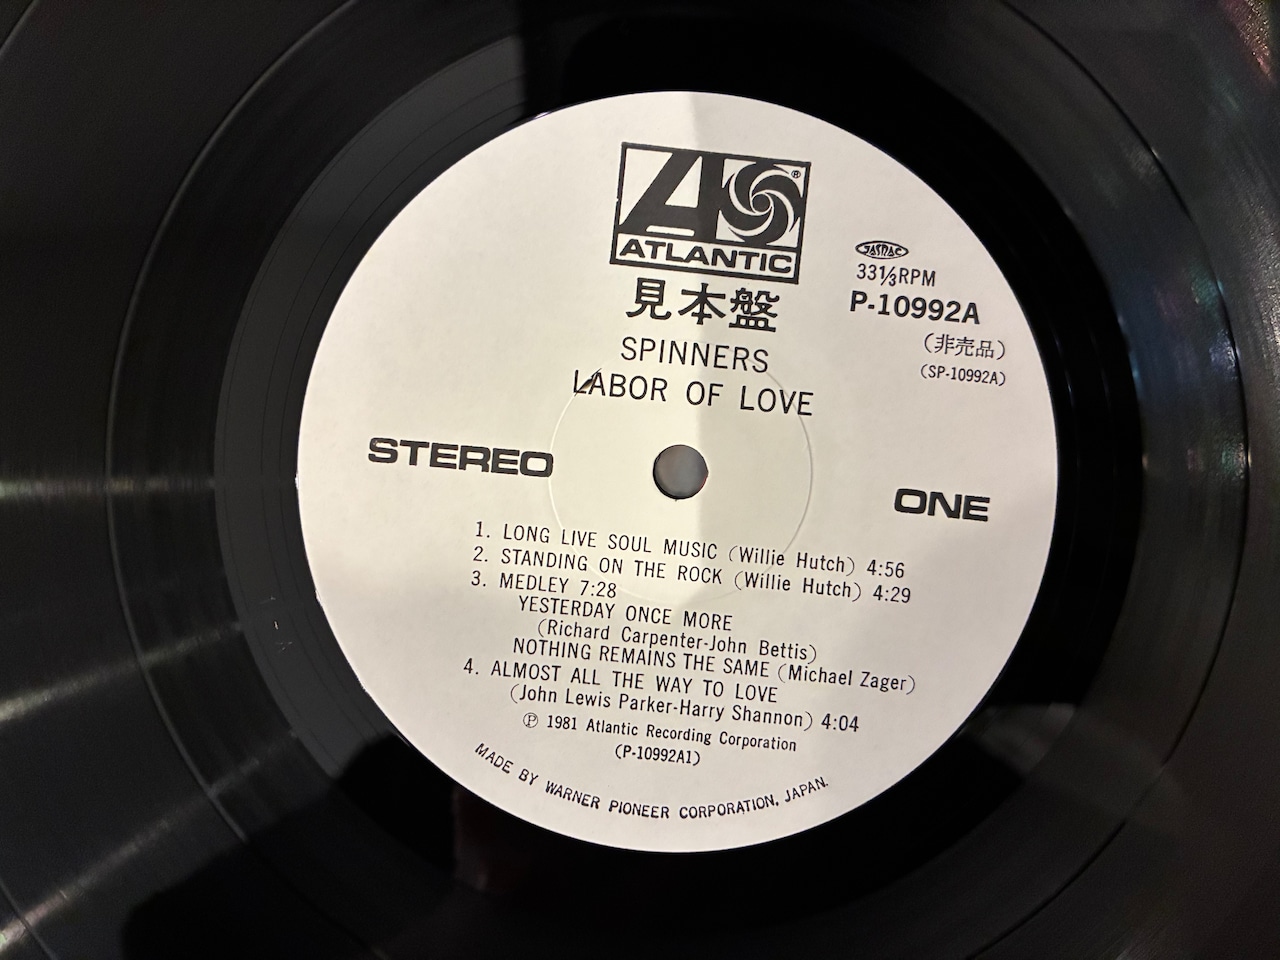 ATLANTIC
®
見本盤
SPINNERS
LABOR OF LOVE
JASRAC
33⅓RPM
P-10992A
(非売品)
(SP-10992A)
STEREO
ONE
1. LONG LIVE SOUL MUSIC (Willie Hutch) 4:56
2. STANDING ON THE ROCK (Willie Hutch) 4:29
3. MEDLEY 7:28
YESTERDAY ONCE MORE
(Richard Carpenter-John Bettis)
NOTHING REMAINS THE SAME (Michael Zager)
4. ALMOST ALL THE WAY TO LOVE
(John Lewis Parker-Harry Shannon) 4:04
℗ 1981 Atlantic Recording Corporation
(P-10992A1)
MADE BY WARNER PIONEER CORPORATION, JAPAN.